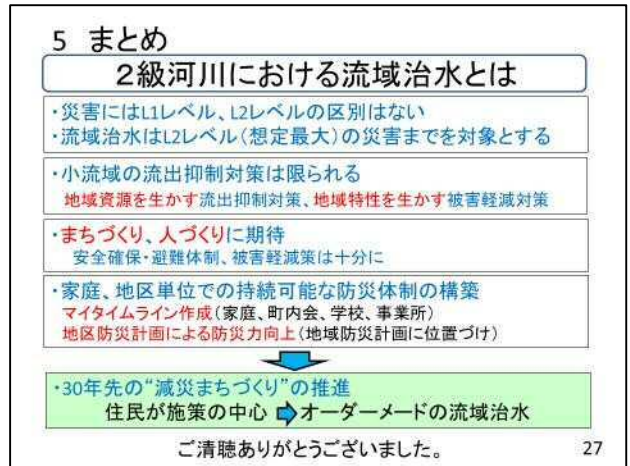 5 まとめ
２級河川における流域治水とは
・災害にはL1レベル、L2レベルの区別はない
・流域治水はL2レベル(想定最大)の災害までを対象とする
・小流域の流出抑制対策は限られる
地域資源を生かす流出抑制対策、地域特性を生かす被害軽減対策
・まちづくり、人づくりに期待
安全確保・避難体制、被害軽減策は十分に
・家庭、地区単位での持続可能な防災体制の構築
マイタイムライン作成(家庭、町内会、学校、事業所)
地区防災計画による防災力向上(地域防災計画に位置づけ)
・30年先の“減災まちづくり”の推進
住民が施策の中心 ➡ オーダーメードの流域治水
ご清聴ありがとうございました。
27